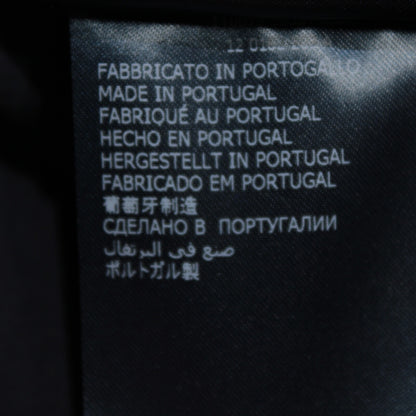 FABBRICATO IN PORTOGALLO
MADE IN PORTUGAL
FABRIQUÉ AU PORTUGAL
HECHO EN PORTUGAL
HERGESTELLT IN PORTUGAL
FABRICADO EM PORTUGAL
葡萄牙制造
СДЕЛАНО В ПОРТУГАЛИИ
صنع في البرتغال
ポルトガル製